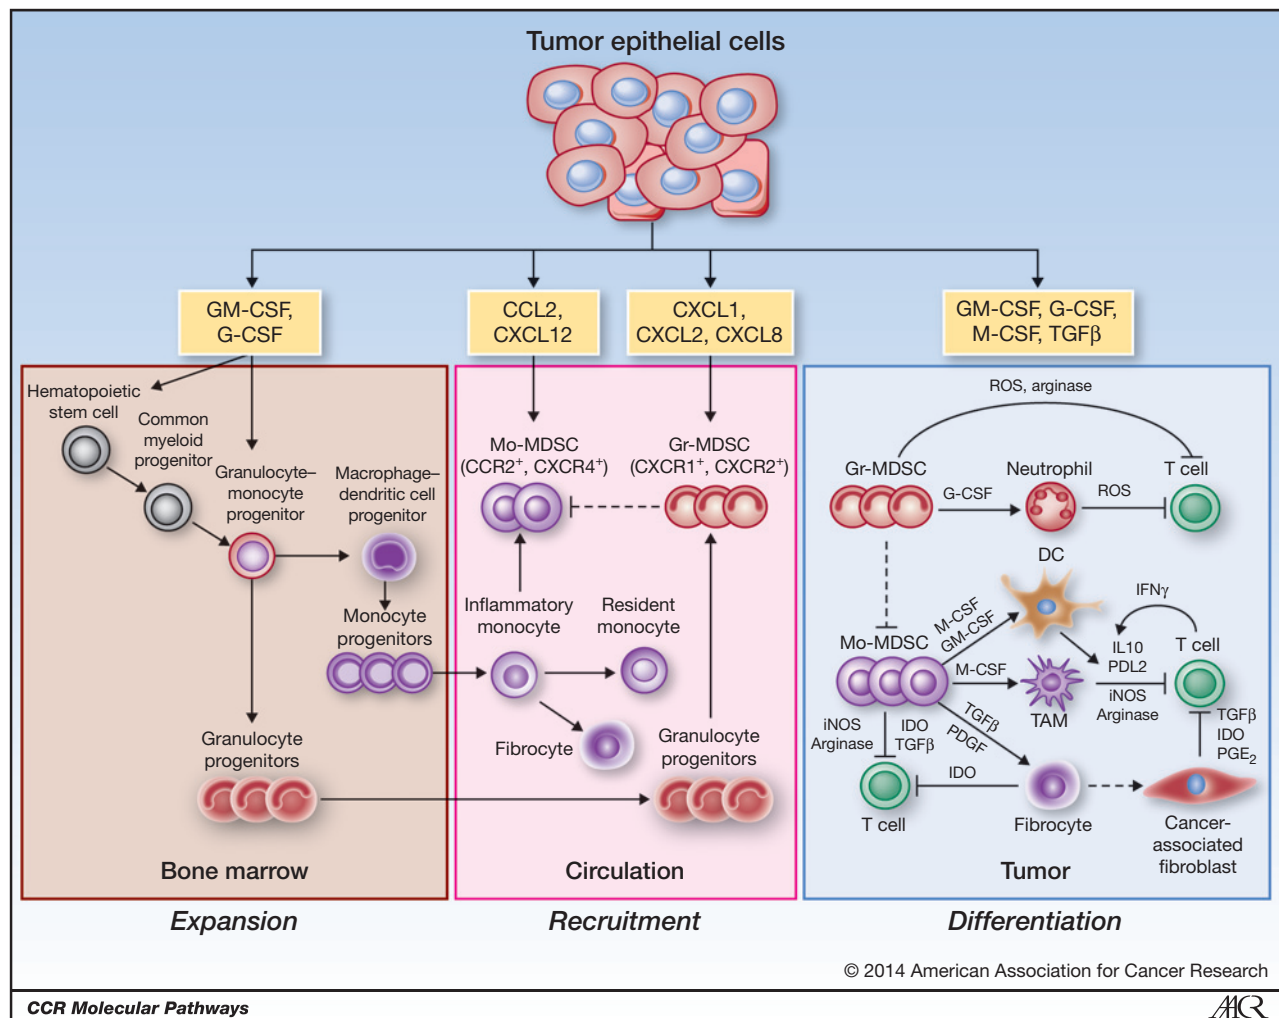 Tumor epithelial cells
GM-CSF,
G-CSF
CCL2,
CXCL12
CXCL1,
CXCL2, CXCL8
GM-CSF, G-CSF,
M-CSF, TGFβ
Hematopoietic
stem cell
Common
myeloid
progenitor
Granulocyte–
monocyte
progenitor
Macrophage–
dendritic cell
progenitor
Monocyte
progenitors
Granulocyte
progenitors
Bone marrow
Mo-MDSC
(CCR2⁺, CXCR4⁺)
Gr-MDSC
(CXCR1⁺, CXCR2⁺)
Inflammatory
monocyte
Resident
monocyte
Fibrocyte
Granulocyte
progenitors
Circulation
ROS, arginase
Gr-MDSC
G-CSF
Neutrophil
ROS
T cell
DC
Mo-MDSC
M-CSF
GM-CSF
IFNγ
IL10
PDL2
T cell
M-CSF
TAM
iNOS
Arginase
iNOS
Arginase
IDO
TGFβ
TGFβ
PDGF
TGFβ
IDO
PGE₂
IDO
T cell
Fibrocyte
Cancer-
associated
fibroblast
Tumor
Expansion
Recruitment
Differentiation
© 2014 American Association for Cancer Research
CCR Molecular Pathways
AACR